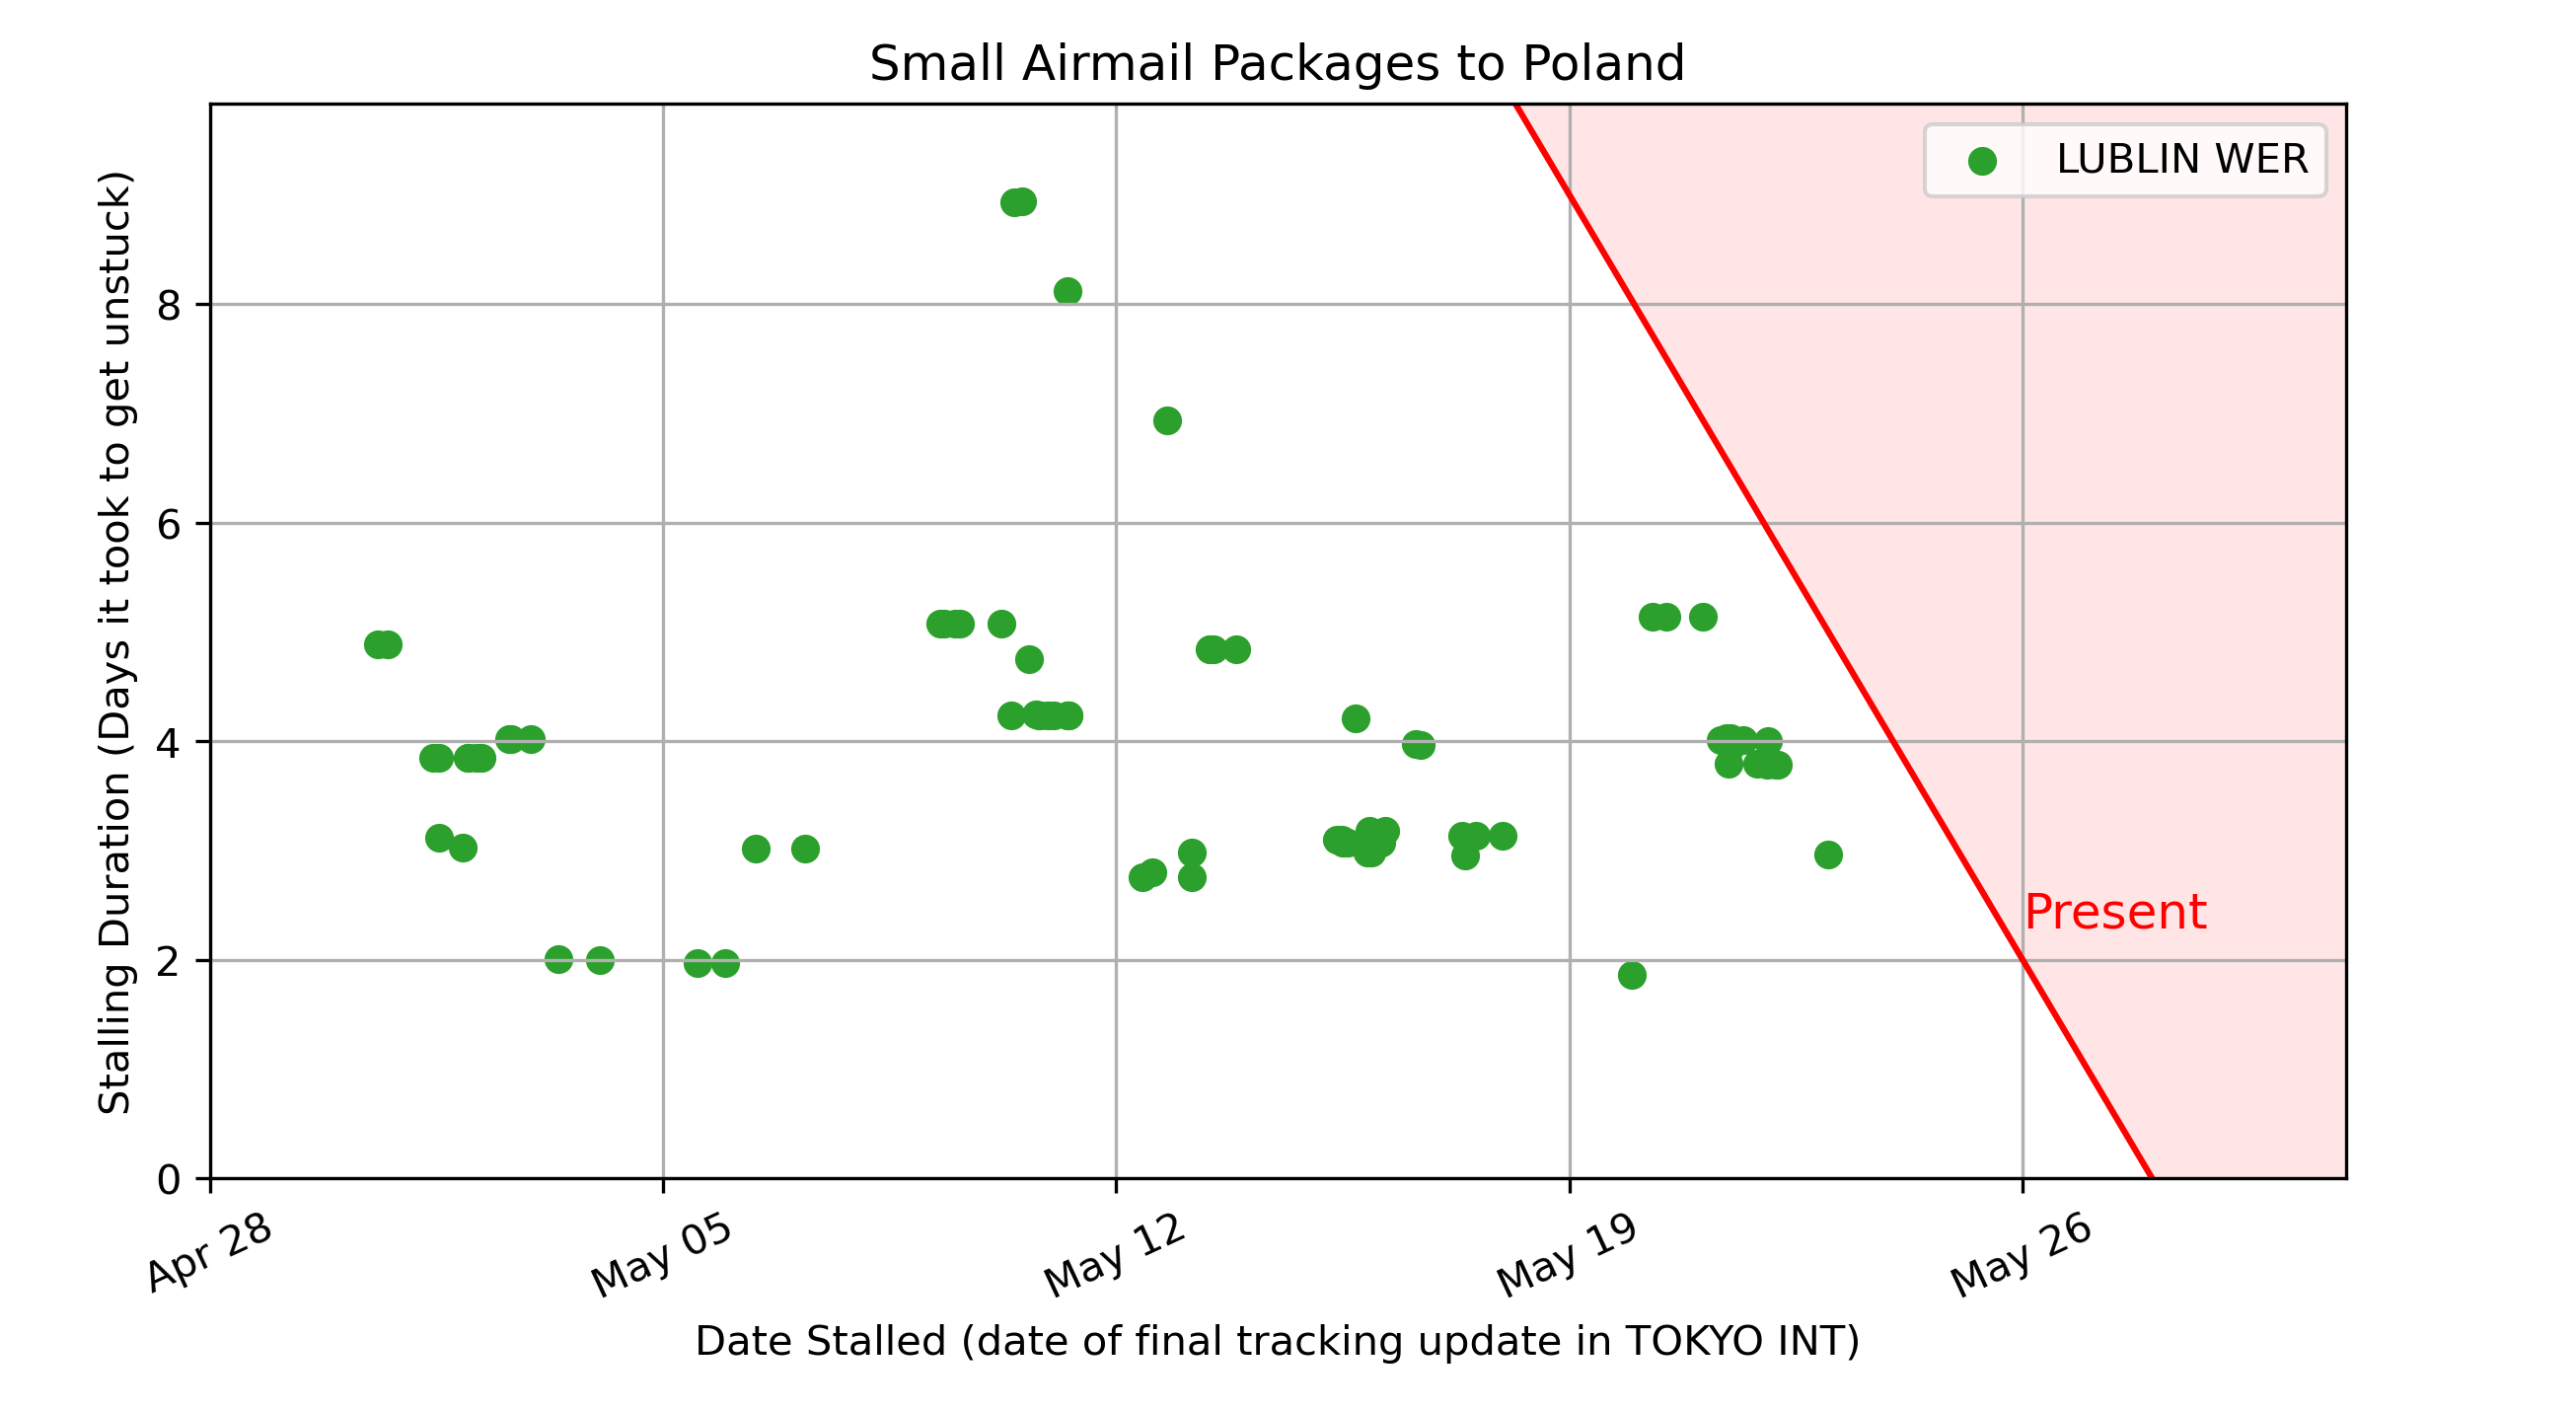 Small Airmail Packages to Poland
LUBLIN WER
Stalling Duration (Days it took to get unstuck)
8
6
4
2
0
Present
Apr 28
May 05
May 12
May 19
May 26
Date Stalled (date of final tracking update in TOKYO INT)